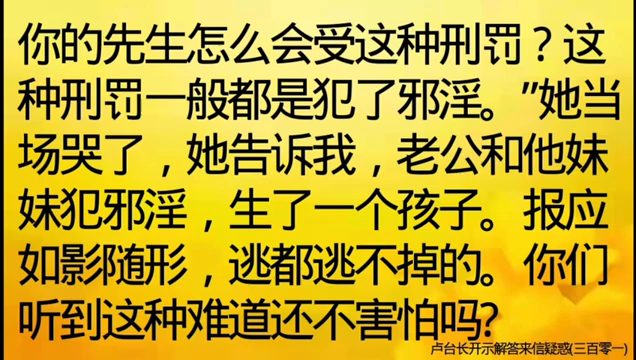 你的先生怎么会受这种刑罚？这
种刑罚一般都是犯了邪淫。”她当
场哭了，她告诉我，老公和他妹
妹犯邪淫，生了一个孩子。报应
如影随形，逃都逃不掉的。你们
听到这种难道还不害怕吗?
卢台长开示解答来信疑惑(三百零一)